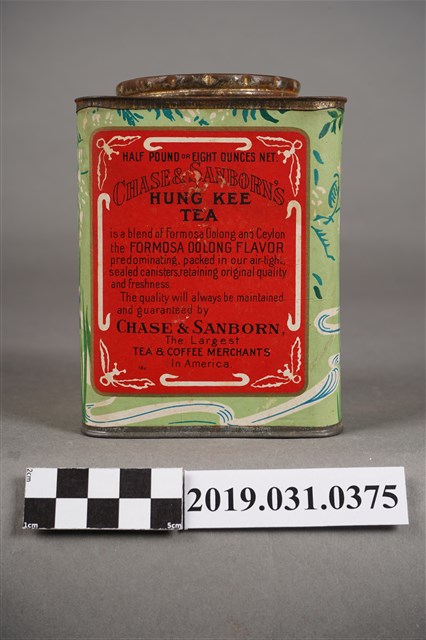 HALF POUND OR EIGHT OUNCES NET
CHASE & SANBORN'S
HUNG KEE
TEA
is a blend of Formosa Oolong and Ceylon
the FORMOSA OOLONG FLAVOR
predominating, packed in our air-tight,
sealed canisters, retaining original quality
and freshness.
The quality will always be maintained
and guaranteed by
CHASE & SANBORN,
The Largest
TEA & COFFEE MERCHANTS
In America.
2cm
1cm
5cm
2019.031.0375